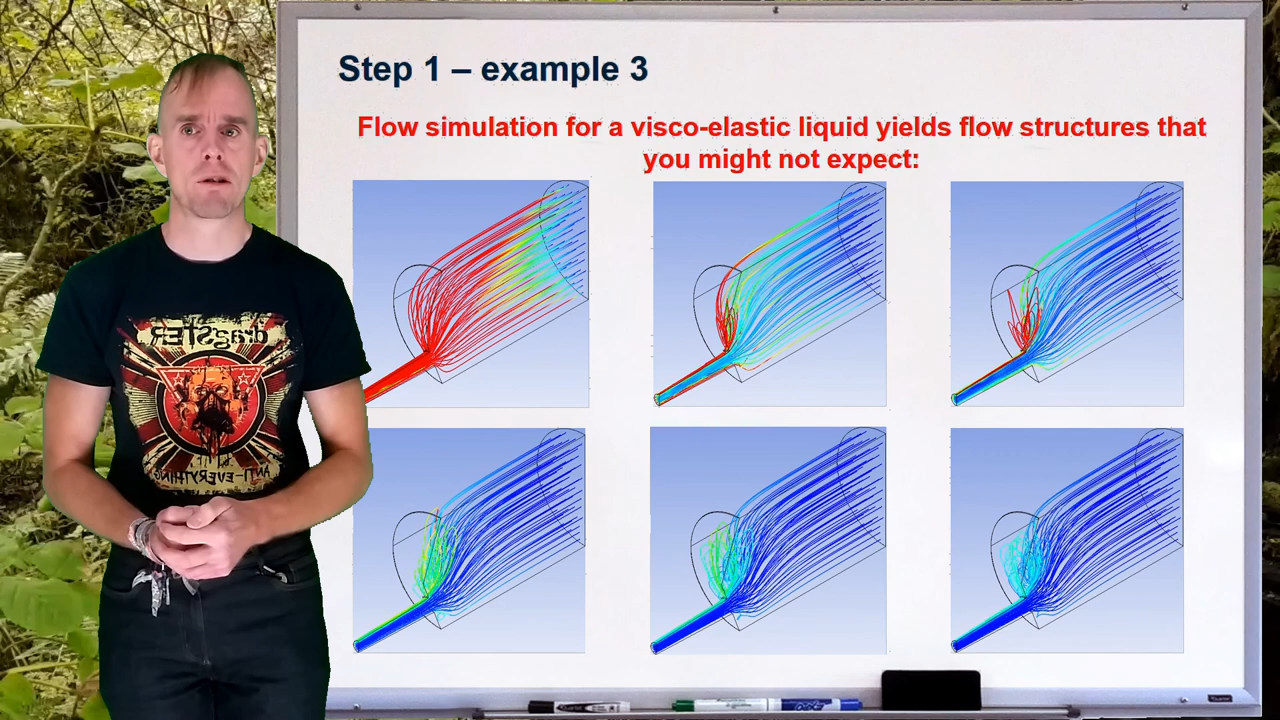 Step 1 – example 3
Flow simulation for a visco-elastic liquid yields flow structures that
you might not expect:
dragSTER
ANTI-EVERYTHING